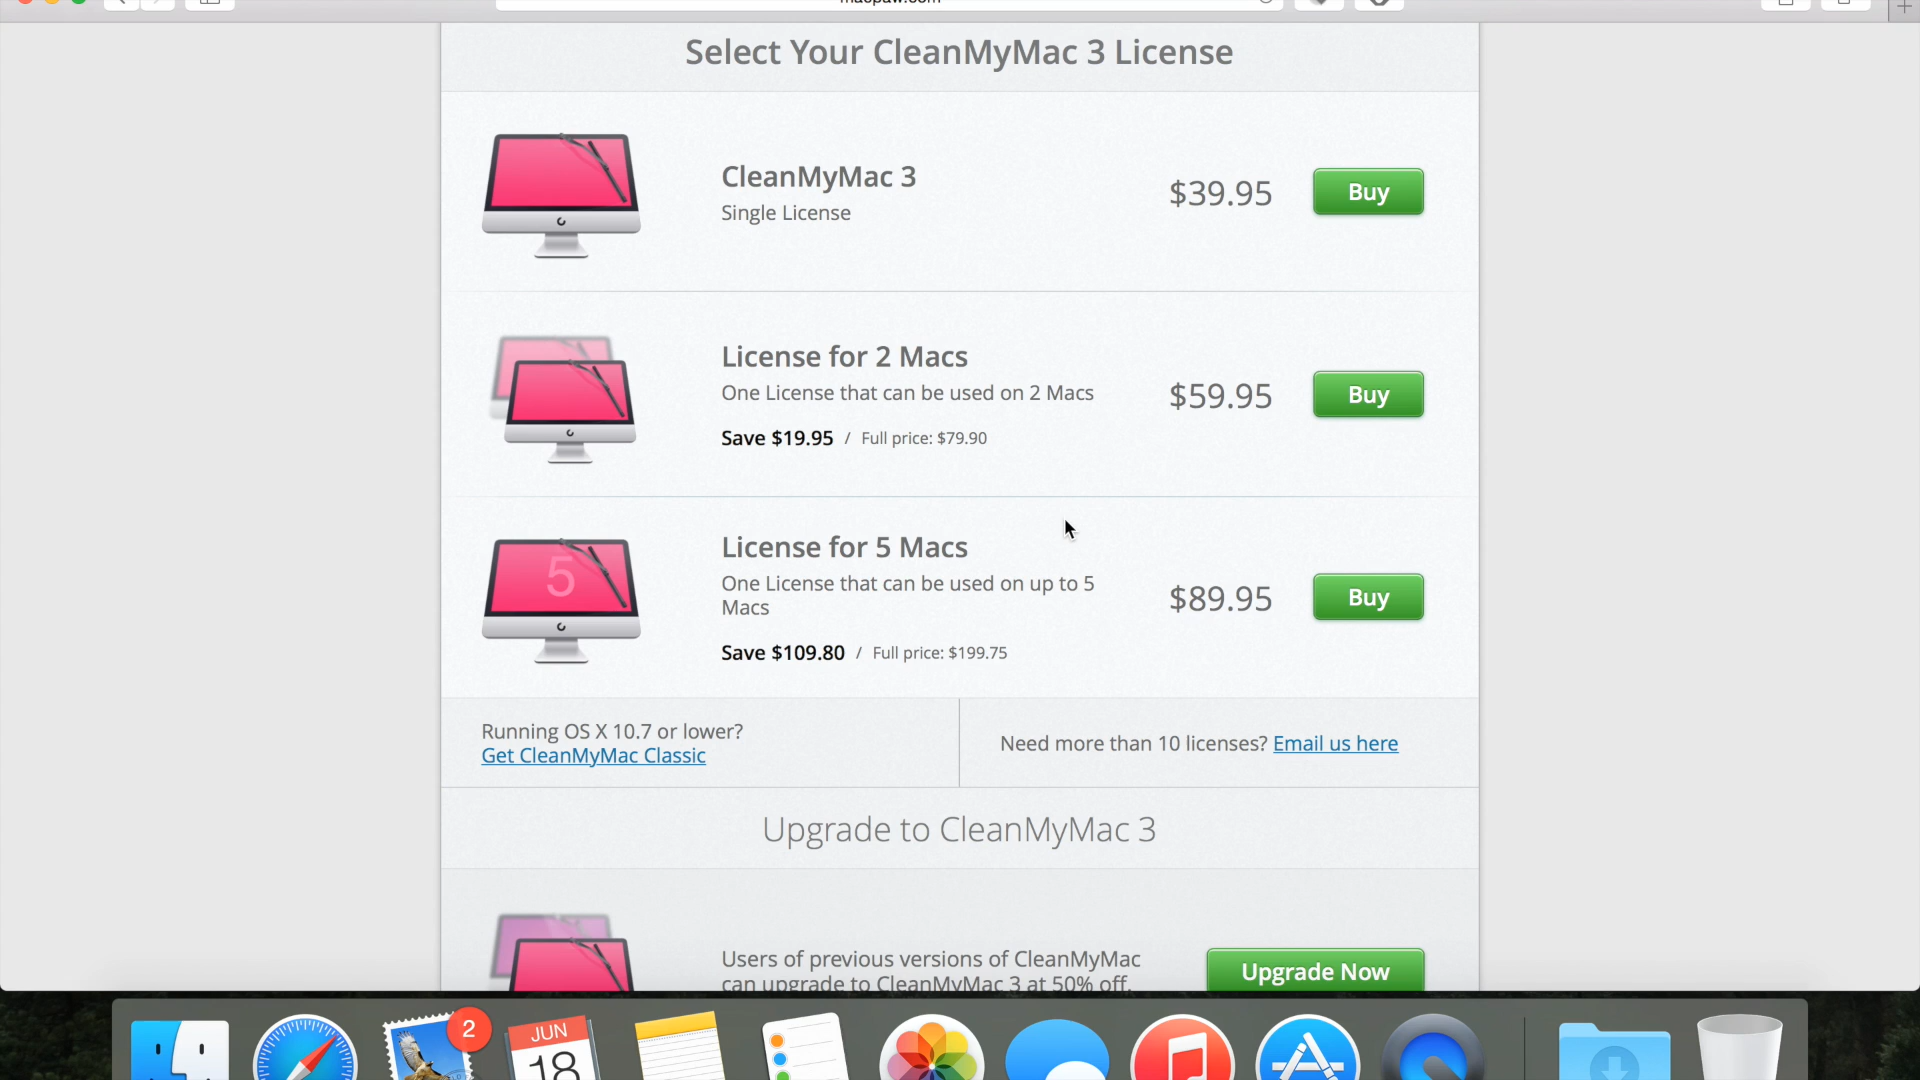 macpaw.com
Select Your CleanMyMac 3 License
CleanMyMac 3
Single License
$39.95
Buy
License for 2 Macs
One License that can be used on 2 Macs
Save $19.95 / Full price: $79.90
$59.95
Buy
5
License for 5 Macs
One License that can be used on up to 5
Macs
Save $109.80 / Full price: $199.75
$89.95
Buy
Running OS X 10.7 or lower?
Get CleanMyMac Classic
Need more than 10 licenses? Email us here
Upgrade to CleanMyMac 3
Users of previous versions of CleanMyMac
can upgrade to CleanMyMac 3 at 50% off.
Upgrade Now
2
JUN
18